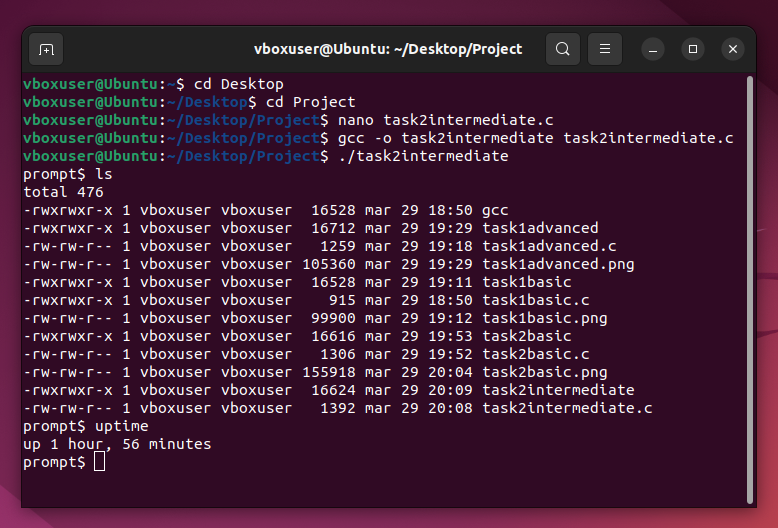 vboxuser@Ubuntu: ~/Desktop/Project
vboxuser@Ubuntu:~$ cd Desktop
vboxuser@Ubuntu:~/Desktop$ cd Project
vboxuser@Ubuntu:~/Desktop/Project$ nano task2intermediate.c
vboxuser@Ubuntu:~/Desktop/Project$ gcc -o task2intermediate task2intermediate.c
vboxuser@Ubuntu:~/Desktop/Project$ ./task2intermediate
prompt$ ls
total 476
-rwxrwxr-x 1 vboxuser vboxuser  16528 mar 29 18:50 gcc
-rwxrwxr-x 1 vboxuser vboxuser  16712 mar 29 19:29 task1advanced
-rw-rw-r-- 1 vboxuser vboxuser   1259 mar 29 19:18 task1advanced.c
-rw-rw-r-- 1 vboxuser vboxuser 105360 mar 29 19:29 task1advanced.png
-rwxrwxr-x 1 vboxuser vboxuser  16528 mar 29 19:11 task1basic
-rw-rw-r-- 1 vboxuser vboxuser    915 mar 29 18:50 task1basic.c
-rw-rw-r-- 1 vboxuser vboxuser  99900 mar 29 19:12 task1basic.png
-rwxrwxr-x 1 vboxuser vboxuser  16616 mar 29 19:53 task2basic
-rw-rw-r-- 1 vboxuser vboxuser   1306 mar 29 19:52 task2basic.c
-rw-rw-r-- 1 vboxuser vboxuser 155918 mar 29 20:04 task2basic.png
-rwxrwxr-x 1 vboxuser vboxuser  16624 mar 29 20:09 task2intermediate
-rw-rw-r-- 1 vboxuser vboxuser   1392 mar 29 20:08 task2intermediate.c
prompt$ uptime
up 1 hour, 56 minutes
prompt$